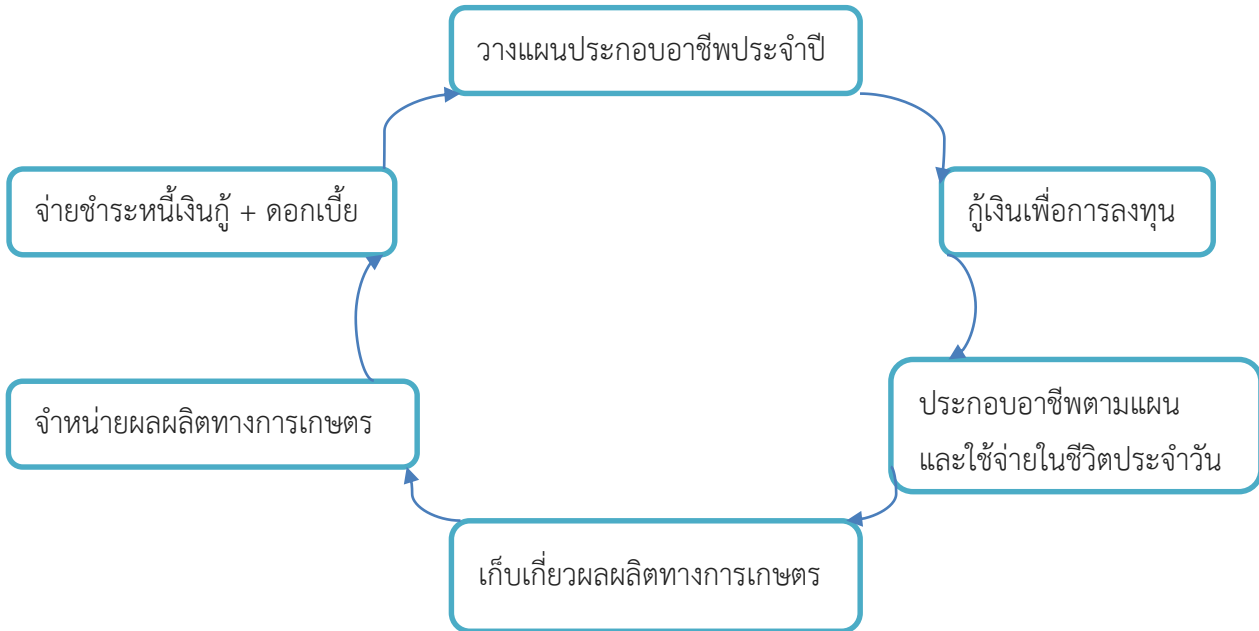 วางแผนประกอบอาชีพประจำปี
กู้เงินเพื่อการลงทุน
ประกอบอาชีพตามแผน
และใช้จ่ายในชีวิตประจำวัน
เก็บเกี่ยวผลผลิตทางการเกษตร
จำหน่ายผลผลิตทางการเกษตร
จ่ายชำระหนี้เงินกู้ + ดอกเบี้ย